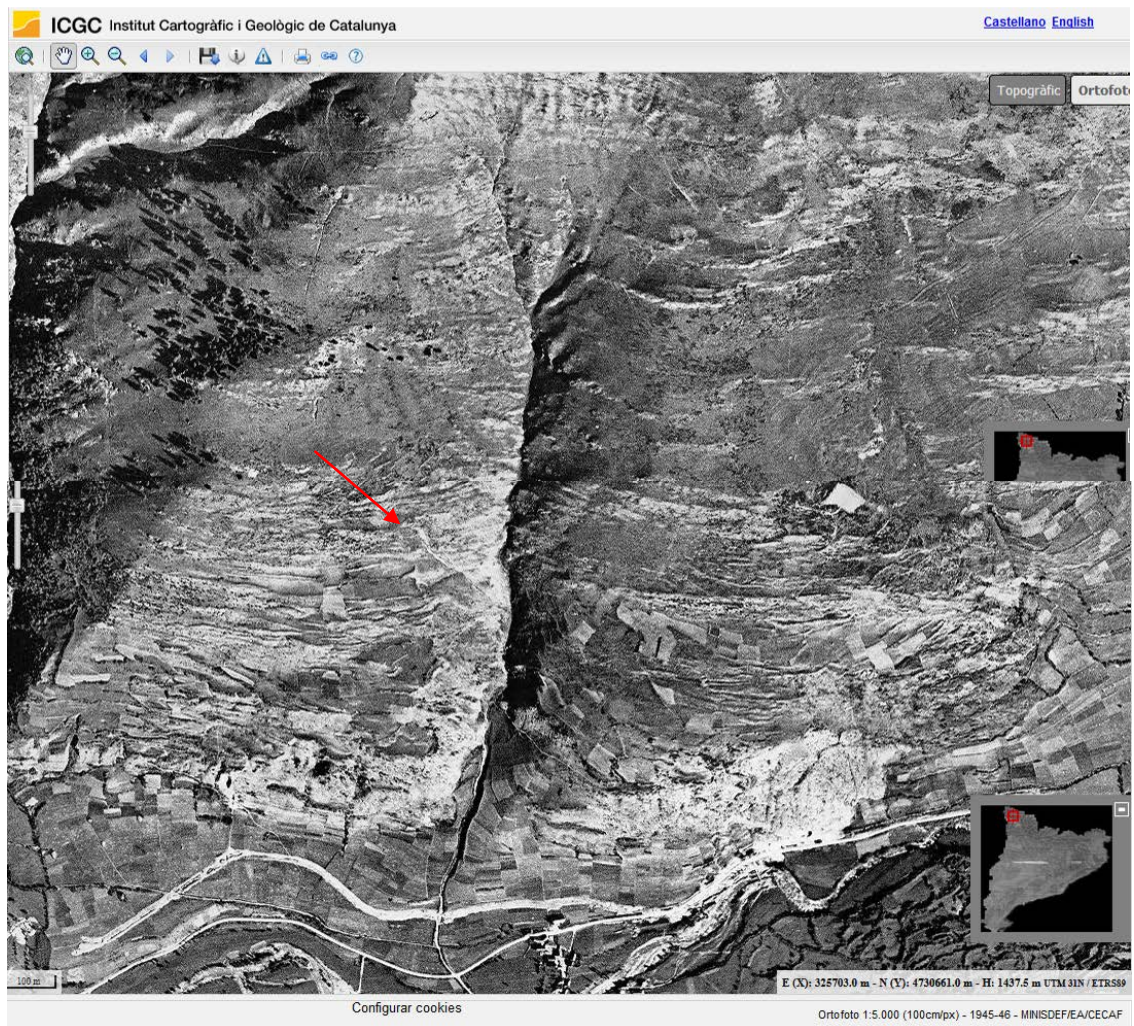 ICGC Institut Cartogràfic i Geològic de Catalunya
Castellano English
Topogràfic
Ortofoto
100 m
E (X): 325703.0 m - N (Y): 4730661.0 m - H: 1437.5 m UTM 31N / ETRS89
Configurar cookies
Ortofoto 1:5.000 (100cm/px) - 1945-46 - MINISDEF/EA/CECAF